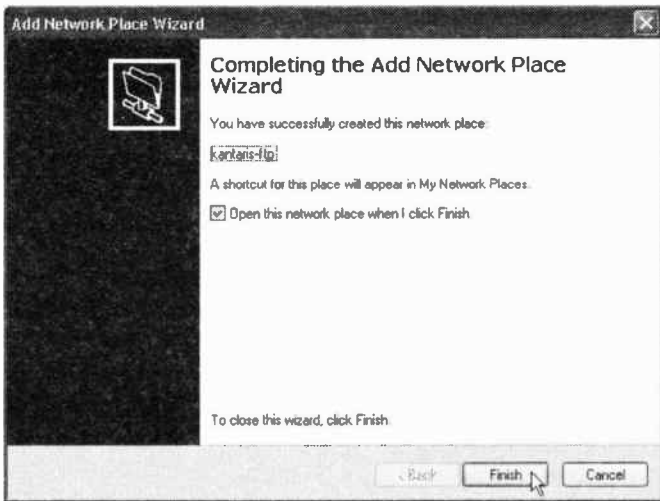 Add Network Place Wizard
Completing the Add Network Place
Wizard
You have successfully created this network place:
kantaris-ftp
A shortcut for this place will appear in My Network Places.
Open this network place when I click Finish.
To close this wizard, click Finish.
< Back
Finish
Cancel